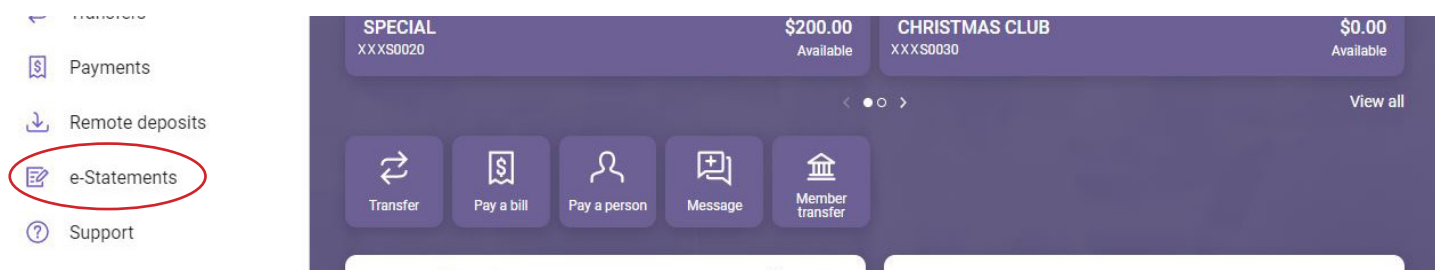 Transfers
Payments
Remote deposits
e-Statements
Support
SPECIAL
XXXS0020
$200.00
Available
CHRISTMAS CLUB
XXXS0030
$0.00
Available
View all
Transfer
Pay a bill
Pay a person
Message
Member
transfer